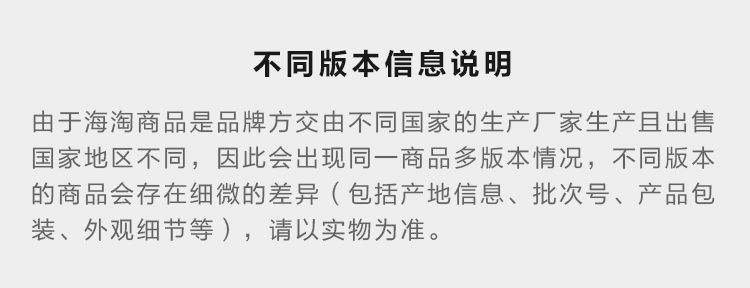 不同版本信息说明
由于海淘商品是品牌方交由不同国家的生产厂家生产且出售
国家地区不同，因此会出现同一商品多版本情况，不同版本
的商品会存在细微的差异（包括产地信息、批次号、产品包
装、外观细节等），请以实物为准。